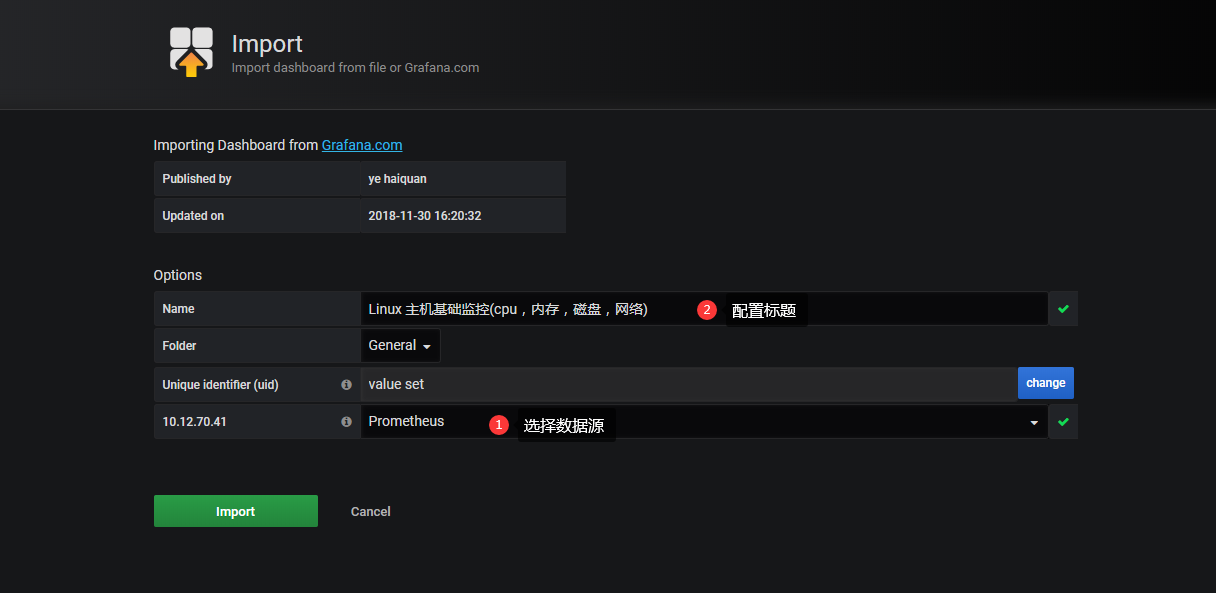 Import
Import dashboard from file or Grafana.com
Importing Dashboard from Grafana.com
Published by ye haiquan
Updated on 2018-11-30 16:20:32
Options
Name Linux 主机基础监控(cpu，内存，磁盘，网络) 2 配置标题
Folder General
Unique identifier (uid) value set change
10.12.70.41 Prometheus 1 选择数据源
Import Cancel